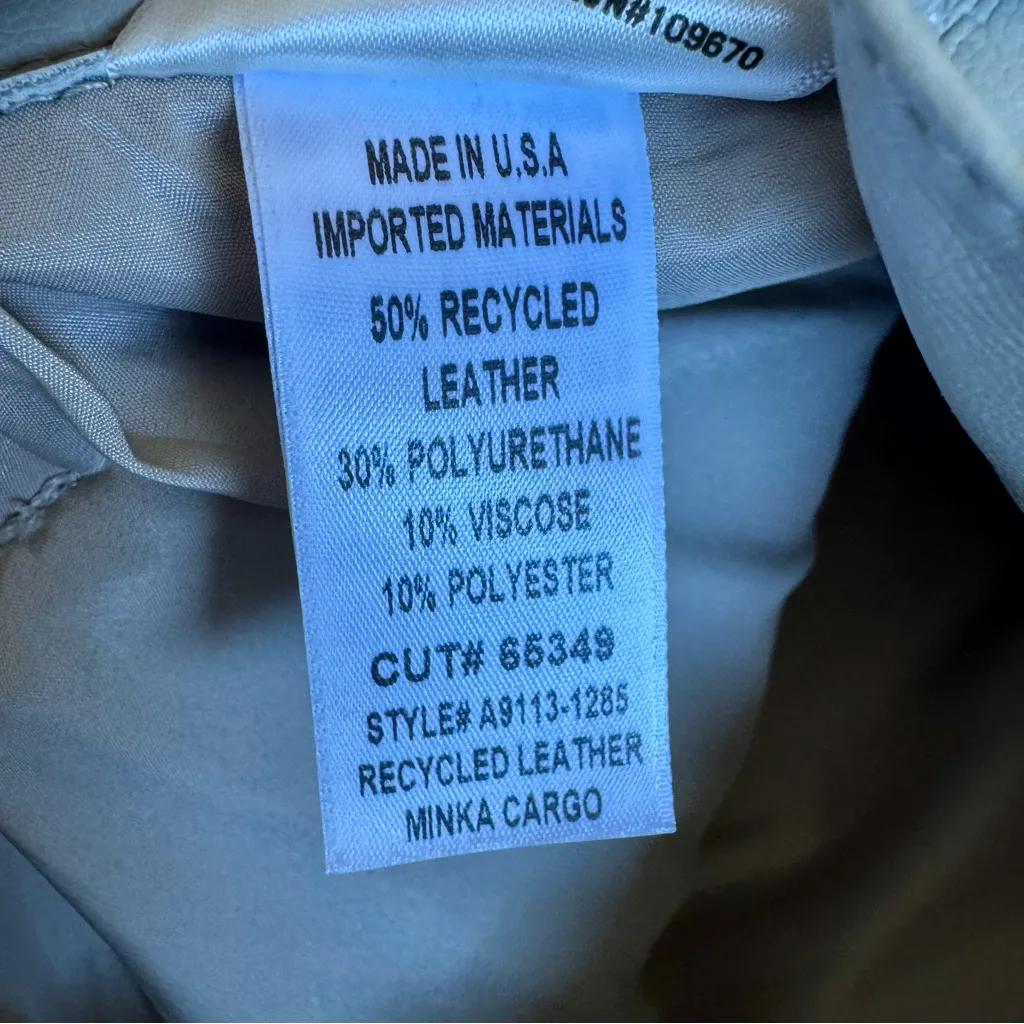 #109670
MADE IN U.S.A
IMPORTED MATERIALS
50% RECYCLED
LEATHER
30% POLYURETHANE
10% VISCOSE
10% POLYESTER
CUT# 65349
STYLE# A9113-1285
RECYCLED LEATHER
MINKA CARGO